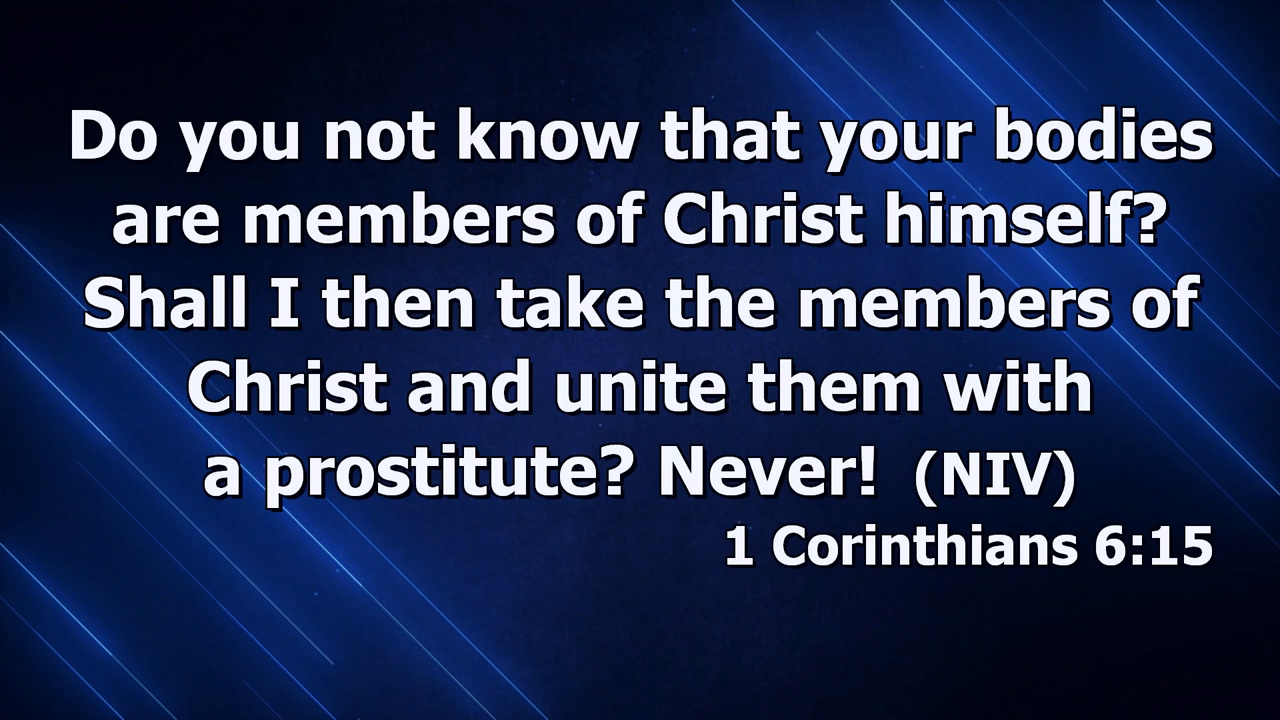 Do you not know that your bodies
are members of Christ himself?
Shall I then take the members of
Christ and unite them with
a prostitute? Never! (NIV)
1 Corinthians 6:15